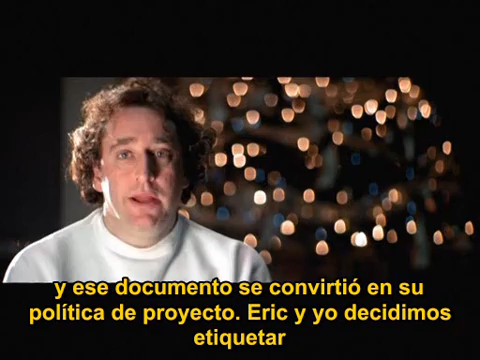 y ese documento se convirtió en su
política de proyecto. Eric y yo decidimos
etiquetar